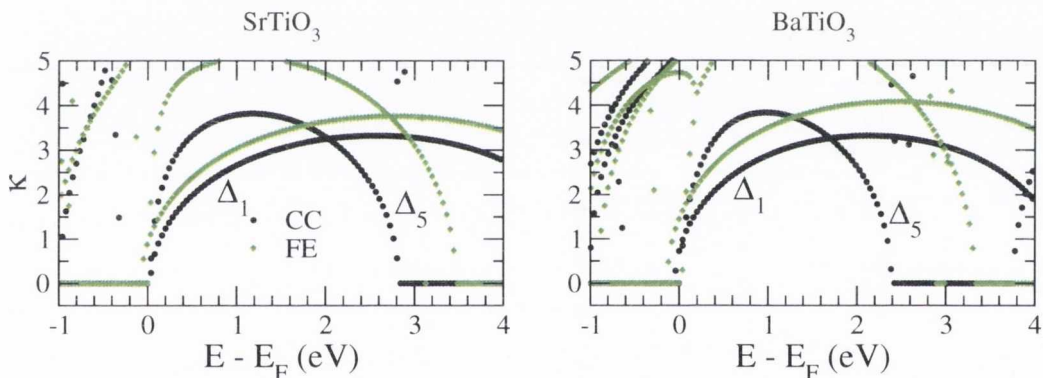 SrTiO3
BaTiO3
5
4
3
2
1
0
κ
Δ1
Δ5
CC
FE
-1 0 1 2 3 4
E - EF (eV)
5
4
3
2
1
0
Δ1
Δ5
-1 0 1 2 3 4
E - EF (eV)